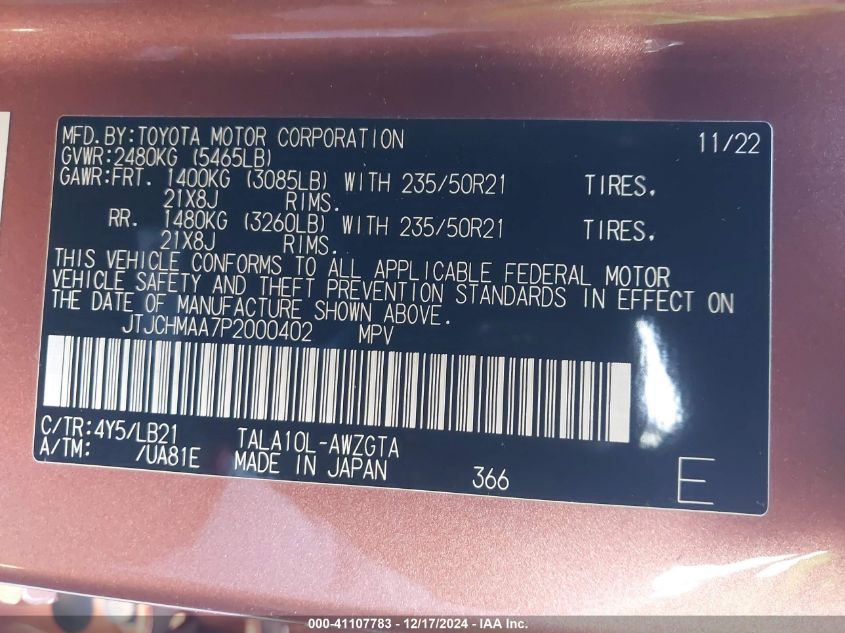 MFD.BY:TOYOTA MOTOR CORPORATION 11/22
GVWR:2480KG (5465LB)
GAWR:FRT. 1400KG (3085LB) WITH 235/50R21 TIRES.
21X8J RIMS.
RR. 1480KG (3260LB) WITH 235/50R21 TIRES.
21X8J RIMS.
THIS VEHICLE CONFORMS TO ALL APPLICABLE FEDERAL MOTOR
VEHICLE SAFETY AND THEFT PREVENTION STANDARDS IN EFFECT ON
THE DATE OF MANUFACTURE SHOWN ABOVE.
JTJCHMAA7P2000402 MPV
C/TR:4Y5/LB21 TALA10L-AWZGTA
A/TM: /UA81E MADE IN JAPAN 366 E
000-41107783 - 12/17/2024 - IAA Inc.